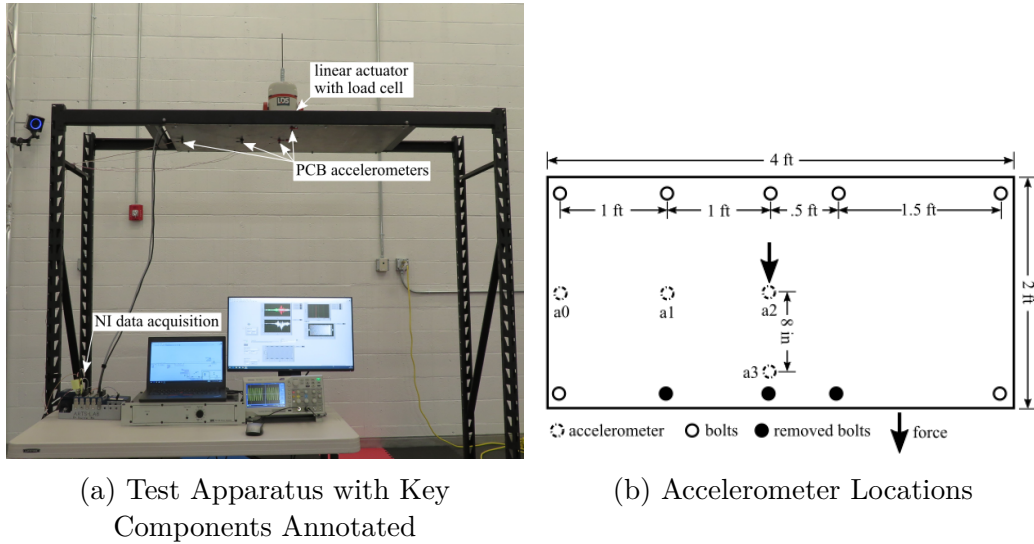 linear actuator
with load cell
LDS
PCB accelerometers
NI data acquisition
4 ft
1 ft
1 ft
.5 ft
1.5 ft
2 ft
a0
a1
a2
8 in
a3
accelerometer
bolts
removed bolts
force
(a) Test Apparatus with Key
Components Annotated
(b) Accelerometer Locations